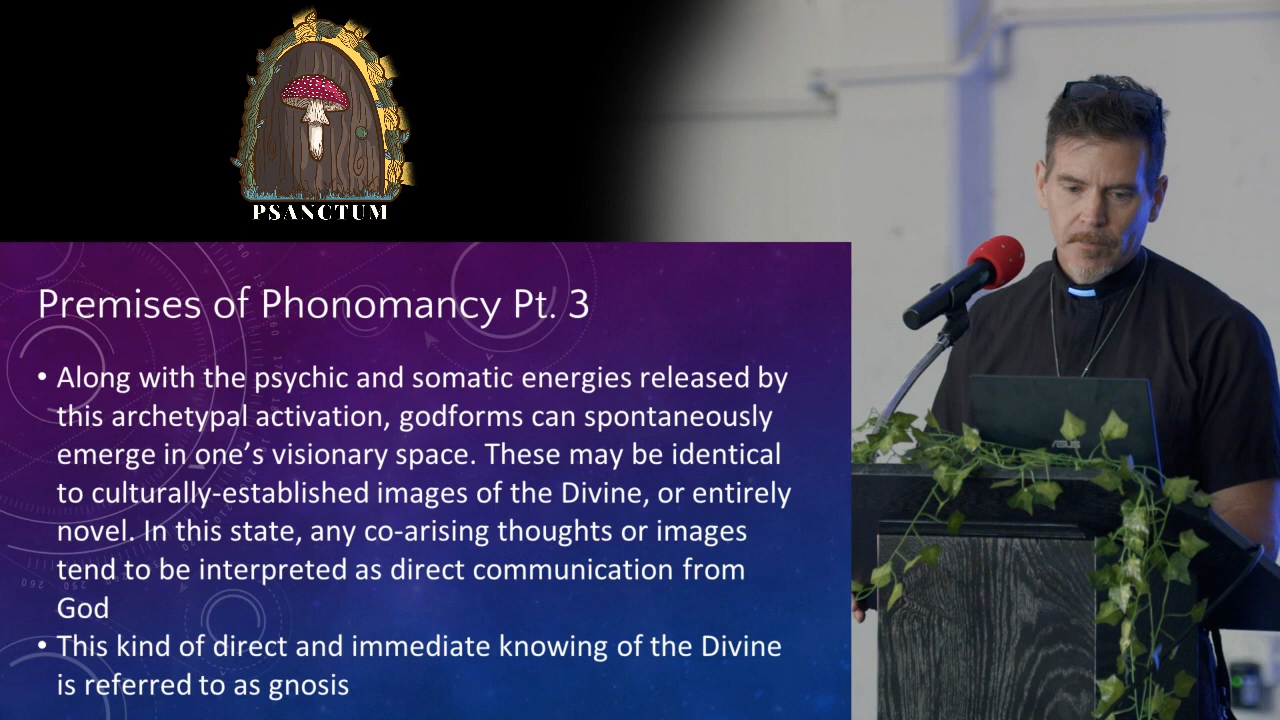 PSANCTUM
Premises of Phonomancy Pt. 3
• Along with the psychic and somatic energies released by
this archetypal activation, godforms can spontaneously
emerge in one’s visionary space. These may be identical
to culturally-established images of the Divine, or entirely
novel. In this state, any co-arising thoughts or images
tend to be interpreted as direct communication from
God
• This kind of direct and immediate knowing of the Divine
is referred to as gnosis
ASUS